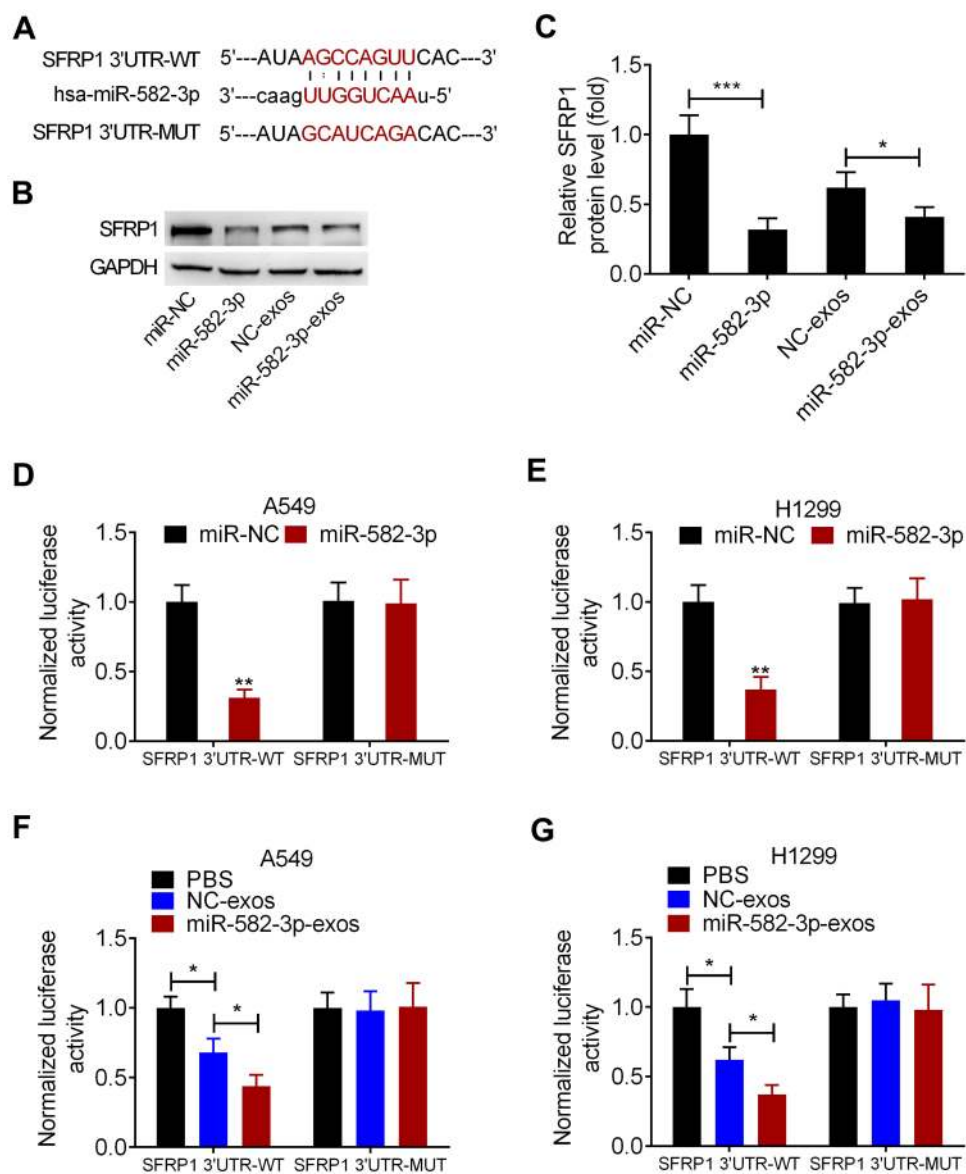 A
SFRP1 3'UTR-WT 5'---AUAAGCCAGUUCAC---3'
hsa-miR-582-3p 3'-caagUUGGUCAAu-5'
SFRP1 3'UTR-MUT 5'---AUAGCAUCAGACAC---3'
B
SFRP1
GAPDH
miR-NC
miR-582-3p
NC-exos
miR-582-3p-exos
C
Relative SFRP1
protein level (fold)
1.5
1.0
0.5
0.0
***
*
miR-NC
miR-582-3p
NC-exos
miR-582-3p-exos
D
A549
miR-NC miR-582-3p
Normalized luciferase
activity
1.5
1.0
0.5
0.0
**
SFRP1 3'UTR-WT SFRP1 3'UTR-MUT
E
H1299
miR-NC miR-582-3p
Normalized luciferase
activity
1.5
1.0
0.5
0.0
**
SFRP1 3'UTR-WT SFRP1 3'UTR-MUT
F
A549
PBS
NC-exos
miR-582-3p-exos
Normalized luciferase
activity
1.5
1.0
0.5
0.0
*
*
SFRP1 3'UTR-WT SFRP1 3'UTR-MUT
G
H1299
PBS
NC-exos
miR-582-3p-exos
Normalized luciferase
activity
1.5
1.0
0.5
0.0
*
*
SFRP1 3'UTR-WT SFRP1 3'UTR-MUT